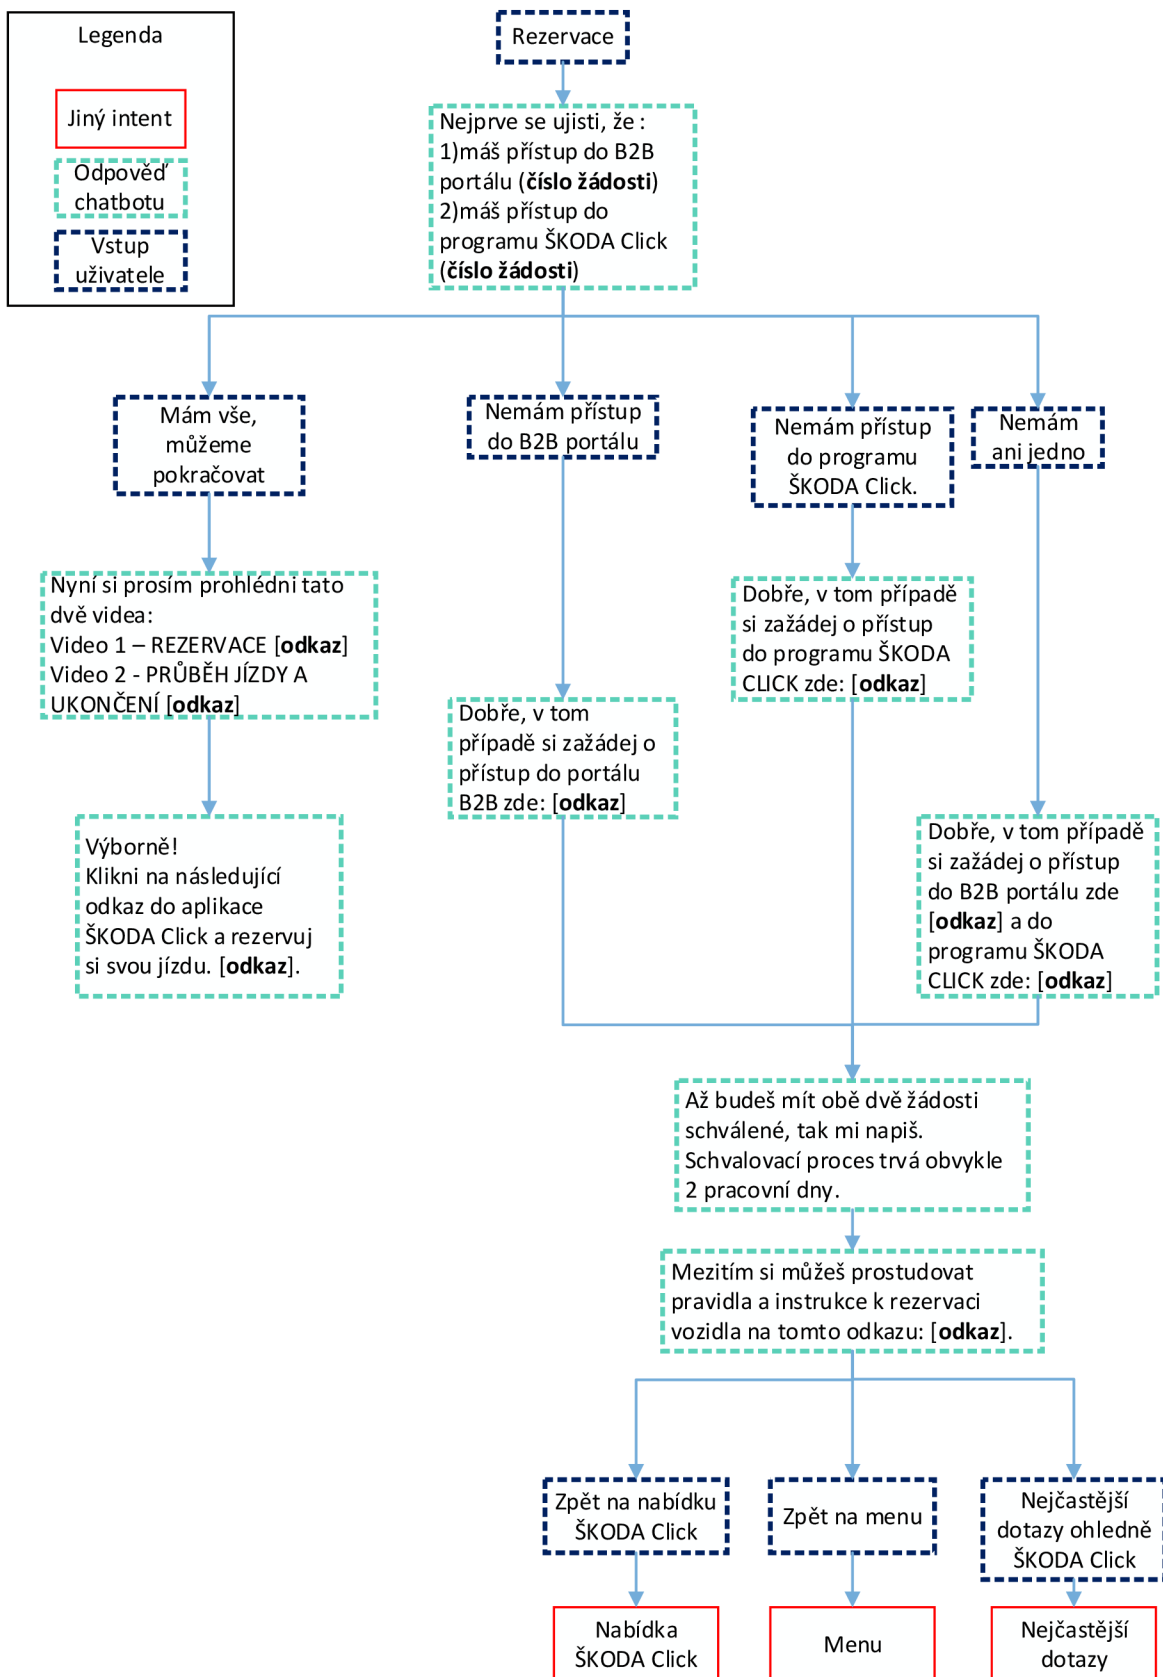 Legenda
Jiný intent
Odpověď
chatbotu
Vstup
uživatele
Rezervace
Nejprve se ujisti, že :
1)máš přístup do B2B
portálu (číslo žádosti)
2)máš přístup do
programu ŠKODA Click
(číslo žádosti)
Mám vše,
můžeme
pokračovat
Nemám přístup
do B2B portálu
Nemám přístup
do programu
ŠKODA Click.
Nemám
ani jedno
Nyní si prosím prohlédni tato
dvě videa:
Video 1 – REZERVACE [odkaz]
Video 2 - PRŮBĚH JÍZDY A
UKONČENÍ [odkaz]
Dobře, v tom případě
si zažádej o přístup
do programu ŠKODA
CLICK zde: [odkaz]
Dobře, v tom
případě si zažádej o
přístup do portálu
B2B zde: [odkaz]
Výborně!
Klikni na následující
odkaz do aplikace
ŠKODA Click a rezervuj
si svou jízdu. [odkaz].
Dobře, v tom případě
si zažádej o přístup
do B2B portálu zde
[odkaz] a do
programu ŠKODA
CLICK zde: [odkaz]
Až budeš mít obě dvě žádosti
schválené, tak mi napiš.
Schvalovací proces trvá obvykle
2 pracovní dny.
Mezitím si můžeš prostudovat
pravidla a instrukce k rezervaci
vozidla na tomto odkazu: [odkaz].
Zpět na nabídku
ŠKODA Click
Zpět na menu
Nejčastější
dotazy ohledně
ŠKODA Click
Nabídka
ŠKODA Click
Menu
Nejčastější
dotazy